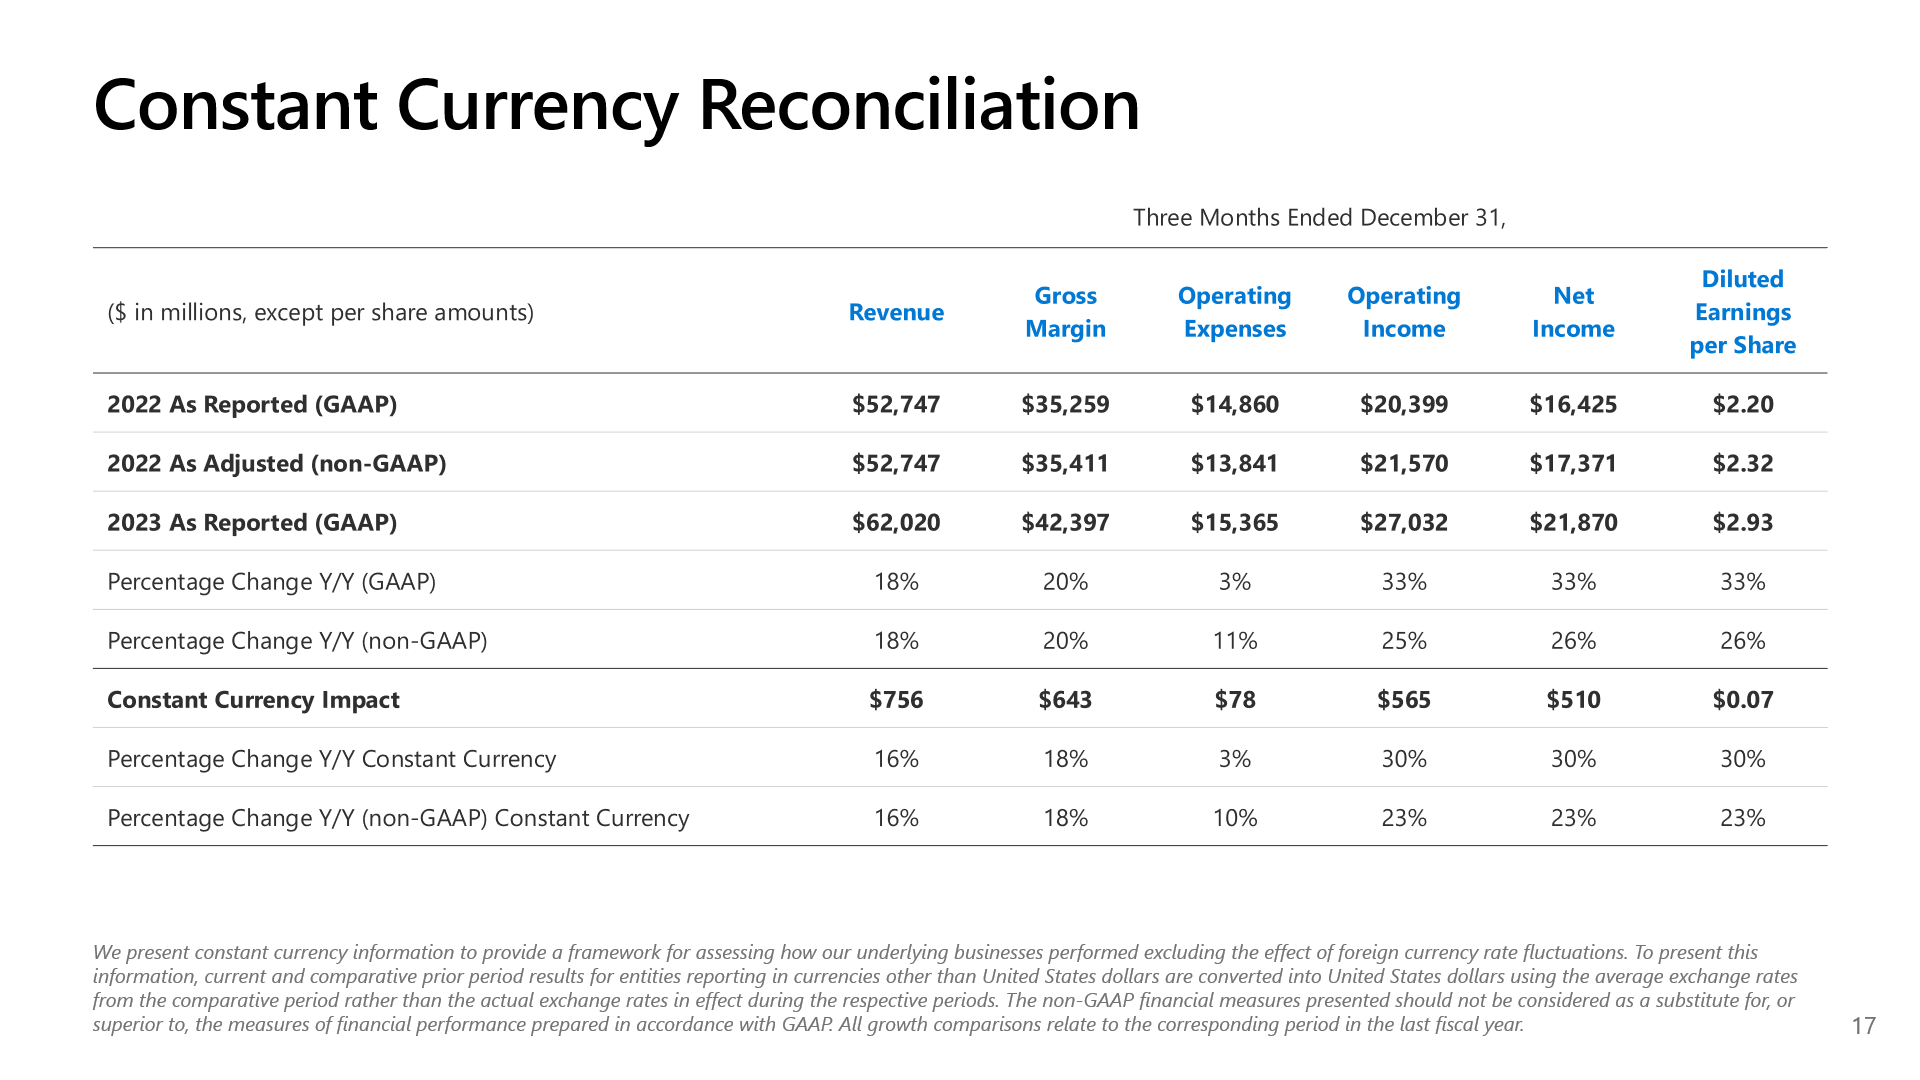 Constant Currency Reconciliation
Three Months Ended December 31,
($ in millions, except per share amounts) Revenue Gross Margin Operating Expenses Operating Income Net Income Diluted Earnings per Share
2022 As Reported (GAAP) $52,747 $35,259 $14,860 $20,399 $16,425 $2.20
2022 As Adjusted (non-GAAP) $52,747 $35,411 $13,841 $21,570 $17,371 $2.32
2023 As Reported (GAAP) $62,020 $42,397 $15,365 $27,032 $21,870 $2.93
Percentage Change Y/Y (GAAP) 18% 20% 3% 33% 33% 33%
Percentage Change Y/Y (non-GAAP) 18% 20% 11% 25% 26% 26%
Constant Currency Impact $756 $643 $78 $565 $510 $0.07
Percentage Change Y/Y Constant Currency 16% 18% 3% 30% 30% 30%
Percentage Change Y/Y (non-GAAP) Constant Currency 16% 18% 10% 23% 23% 23%
We present constant currency information to provide a framework for assessing how our underlying businesses performed excluding the effect of foreign currency rate fluctuations. To present this
information, current and comparative prior period results for entities reporting in currencies other than United States dollars are converted into United States dollars using the average exchange rates
from the comparative period rather than the actual exchange rates in effect during the respective periods. The non-GAAP financial measures presented should not be considered as a substitute for, or
superior to, the measures of financial performance prepared in accordance with GAAP. All growth comparisons relate to the corresponding period in the last fiscal year.
17